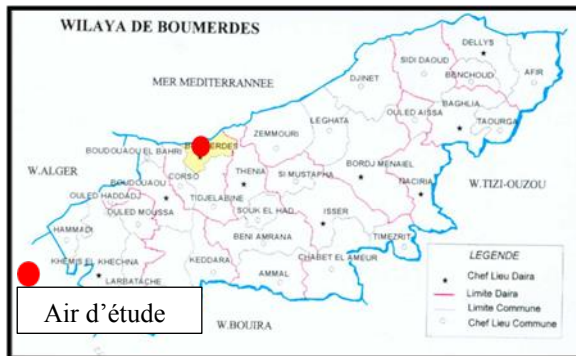 WILAYA DE BOUMERDES
MER MEDITERRANNEE
DELLYS
SIDI DAOUD
BENCHOUD
AFIR
DJINET
BAGHLIA
TAOURGA
OULED AISSA
LEGHATA
ZEMMOURI
BOUDOUAOU EL BAHRI
W.ALGER
CORSO
THENIA
SI MUSTAPHA
BORDJ MENAIEL
NACIRIA
W.TIZI-OUZOU
BOUDOUAOU
OULED HADDADJ
TIDJELABINE
OULED MOUSSA
SOUK EL HAD
ISSER
HAMMADI
BENI AMRANA
TIMEZRIT
KHEMIS EL KHECHNA
KEDDARA
CHABET EL AMEUR
LARBATACHE
AMMAL
W.BOUIRA
Air d'étude
LEGENDE
Chef Lieu Daira
Limite Daira
Limite Commune
Chef Lieu Commune